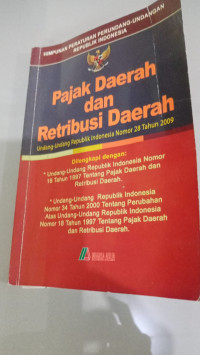 HIMPUNAN PERATURAN PERUNDANG-UNDANGAN
REPUBLIK INDONESIA
Pajak Daerah
dan
Retribusi Daerah
Undang-Undang Republik Indonesia Nomor 28 Tahun 2009
Dilengkapi dengan:
* Undang-Undang Republik Indonesia Nomor
18 Tahun 1997 Tentang Pajak Daerah dan
Retribusi Daerah.
* Undang-Undang Republik Indonesia
Nomor 34 Tahun 2000 Tentang Perubahan
Atas Undang-Undang Republik Indonesia
Nomor 18 Tahun 1997 Tentang Pajak Daerah
dan Retribusi Daerah.